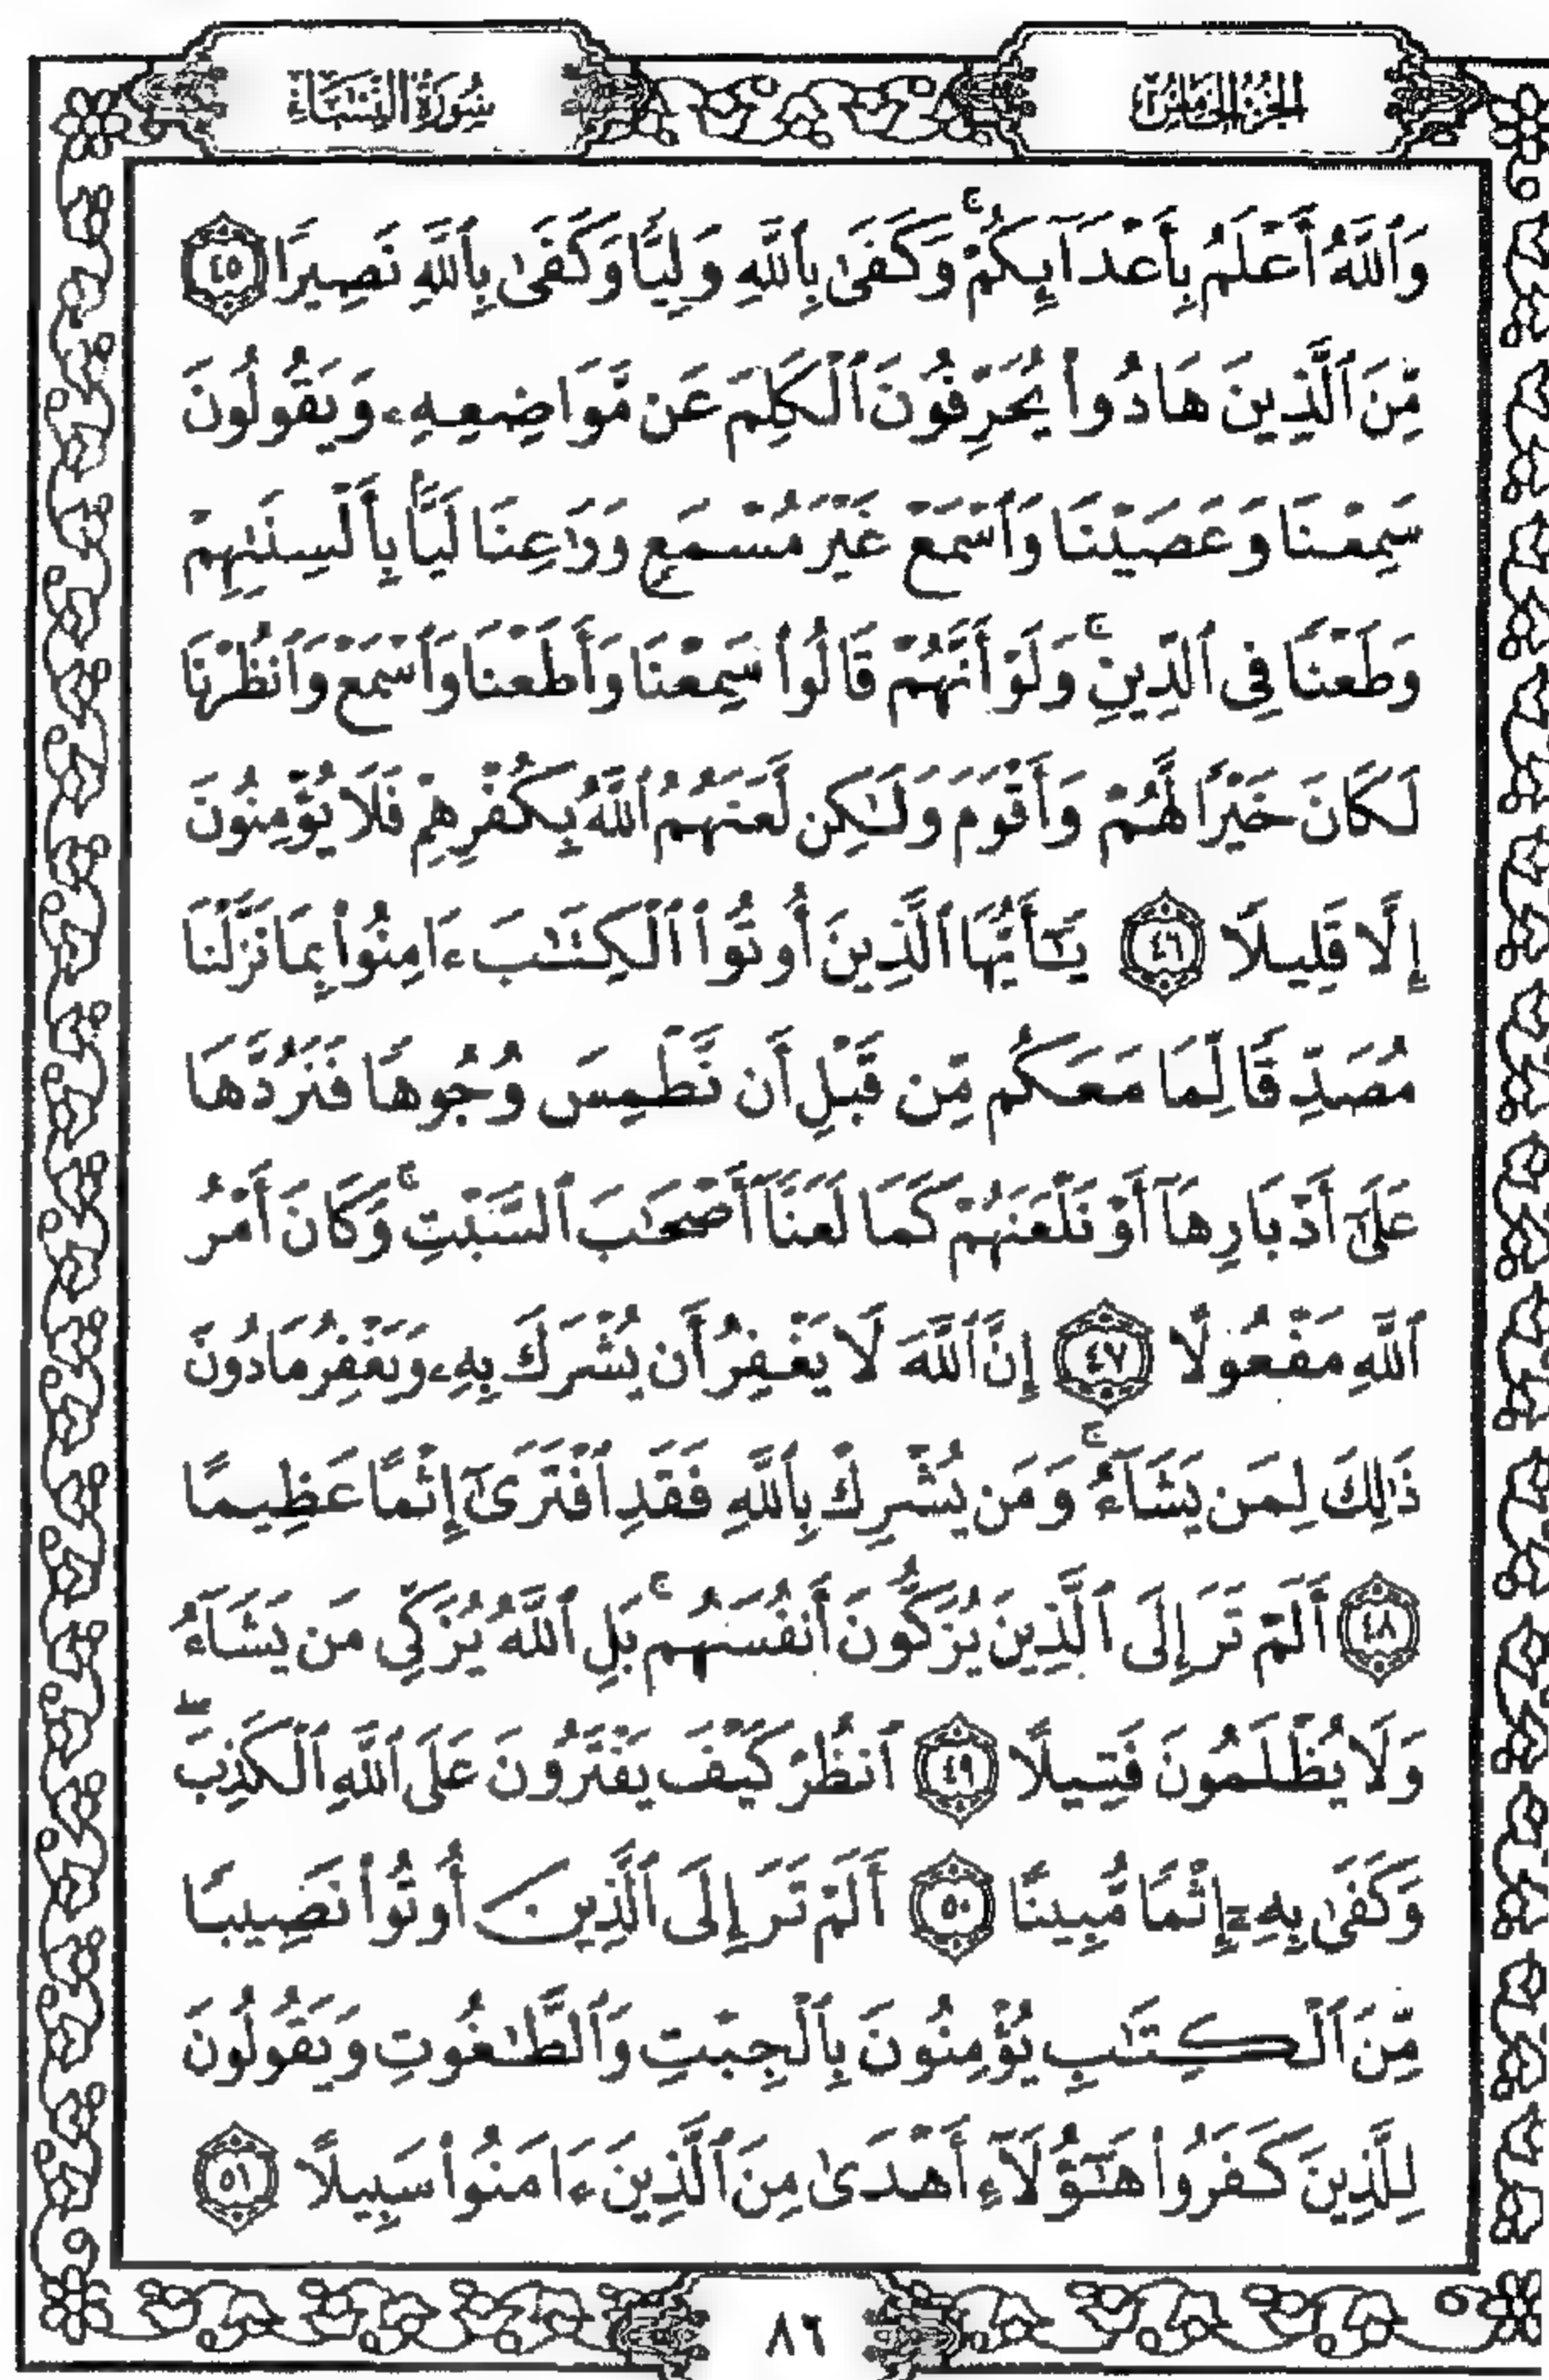 الجزء الخامس
سورة النساء
وَٱللَّهُ أَعْلَمُ بِأَعْدَآئِكُمْ ۚ وَكَفَىٰ بِٱللَّهِ وَلِيًّا وَكَفَىٰ بِٱللَّهِ نَصِيرًا ٤٥
مِّنَ ٱلَّذِينَ هَادُوا۟ يُحَرِّفُونَ ٱلْكَلِمَ عَن مَّوَاضِعِهِۦ وَيَقُولُونَ
سَمِعْنَا وَعَصَيْنَا وَٱسْمَعْ غَيْرَ مُسْمَعٍ وَرَٰعِنَا لَيًّۢا بِأَلْسِنَتِهِمْ
وَطَعْنًا فِى ٱلدِّينِ ۚ وَلَوْ أَنَّهُمْ قَالُوا۟ سَمِعْنَا وَأَطَعْنَا وَٱسْمَعْ وَٱنظُرْنَا
لَكَانَ خَيْرًا لَّهُمْ وَأَقْوَمَ وَلَٰكِن لَّعَنَهُمُ ٱللَّهُ بِكُفْرِهِمْ فَلَا يُؤْمِنُونَ
إِلَّا قَلِيلًا ٤٦ يَٰٓأَيُّهَا ٱلَّذِينَ أُوتُوا۟ ٱلْكِتَٰبَ ءَامِنُوا۟ بِمَا نَزَّلْنَا
مُصَدِّقًا لِّمَا مَعَكُم مِّن قَبْلِ أَن نَّطْمِسَ وُجُوهًا فَنَرُدَّهَا
عَلَىٰٓ أَدْبَارِهَآ أَوْ نَلْعَنَهُمْ كَمَا لَعَنَّآ أَصْحَٰبَ ٱلسَّبْتِ ۚ وَكَانَ أَمْرُ
ٱللَّهِ مَفْعُولًا ٤٧ إِنَّ ٱللَّهَ لَا يَغْفِرُ أَن يُشْرَكَ بِهِۦ وَيَغْفِرُ مَا دُونَ
ذَٰلِكَ لِمَن يَشَآءُ ۚ وَمَن يُشْرِكْ بِٱللَّهِ فَقَدِ ٱفْتَرَىٰٓ إِثْمًا عَظِيمًا
٤٨ أَلَمْ تَرَ إِلَى ٱلَّذِينَ يُزَكُّونَ أَنفُسَهُم ۚ بَلِ ٱللَّهُ يُزَكِّى مَن يَشَآءُ
وَلَا يُظْلَمُونَ فَتِيلًا ٤٩ ٱنظُرْ كَيْفَ يَفْتَرُونَ عَلَى ٱللَّهِ ٱلْكَذِبَ ۖ
وَكَفَىٰ بِهِۦٓ إِثْمًا مُّبِينًا ٥٠ أَلَمْ تَرَ إِلَى ٱلَّذِينَ أُوتُوا۟ نَصِيبًا
مِّنَ ٱلْكِتَٰبِ يُؤْمِنُونَ بِٱلْجِبْتِ وَٱلطَّٰغُوتِ وَيَقُولُونَ
لِلَّذِينَ كَفَرُوا۟ هَٰٓؤُلَآءِ أَهْدَىٰ مِنَ ٱلَّذِينَ ءَامَنُوا۟ سَبِيلًا ٥١
٨٦